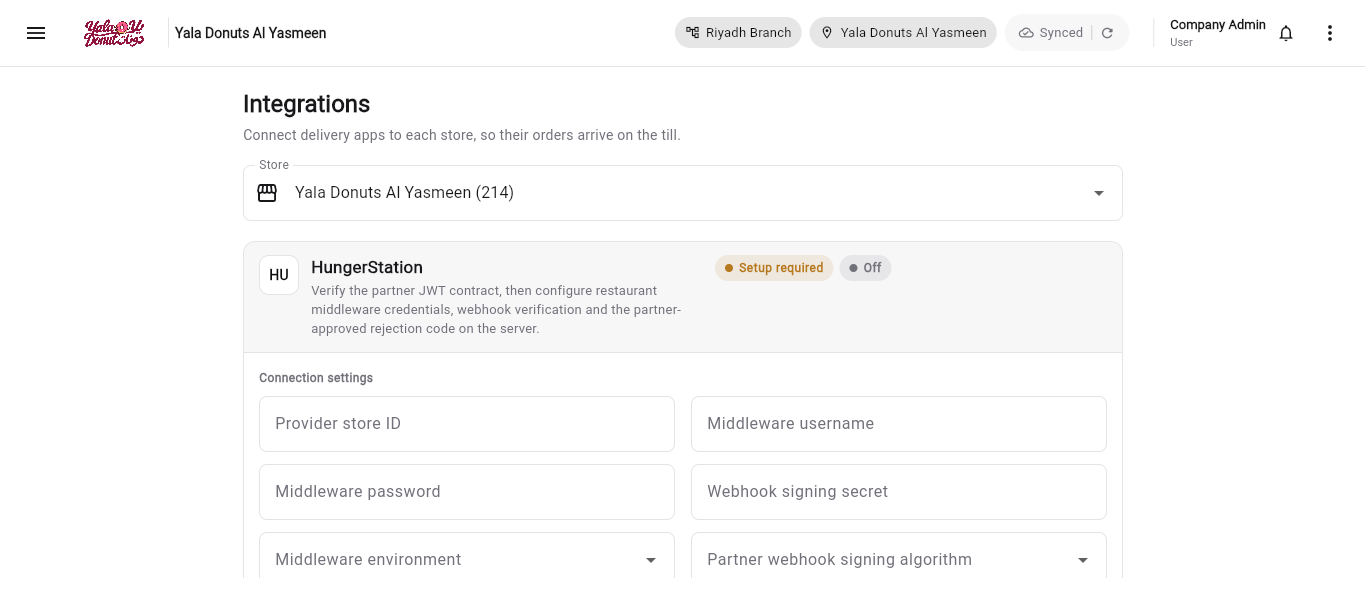 Yala Donuts
Yala Donuts Al Yasmeen
Riyadh Branch
Yala Donuts Al Yasmeen
Synced
Company Admin
User
Integrations
Connect delivery apps to each store, so their orders arrive on the till.
Store
Yala Donuts Al Yasmeen (214)
HU
HungerStation
Setup required
Off
Verify the partner JWT contract, then configure restaurant
middleware credentials, webhook verification and the partner-
approved rejection code on the server.
Connection settings
Provider store ID
Middleware username
Middleware password
Webhook signing secret
Middleware environment
Partner webhook signing algorithm